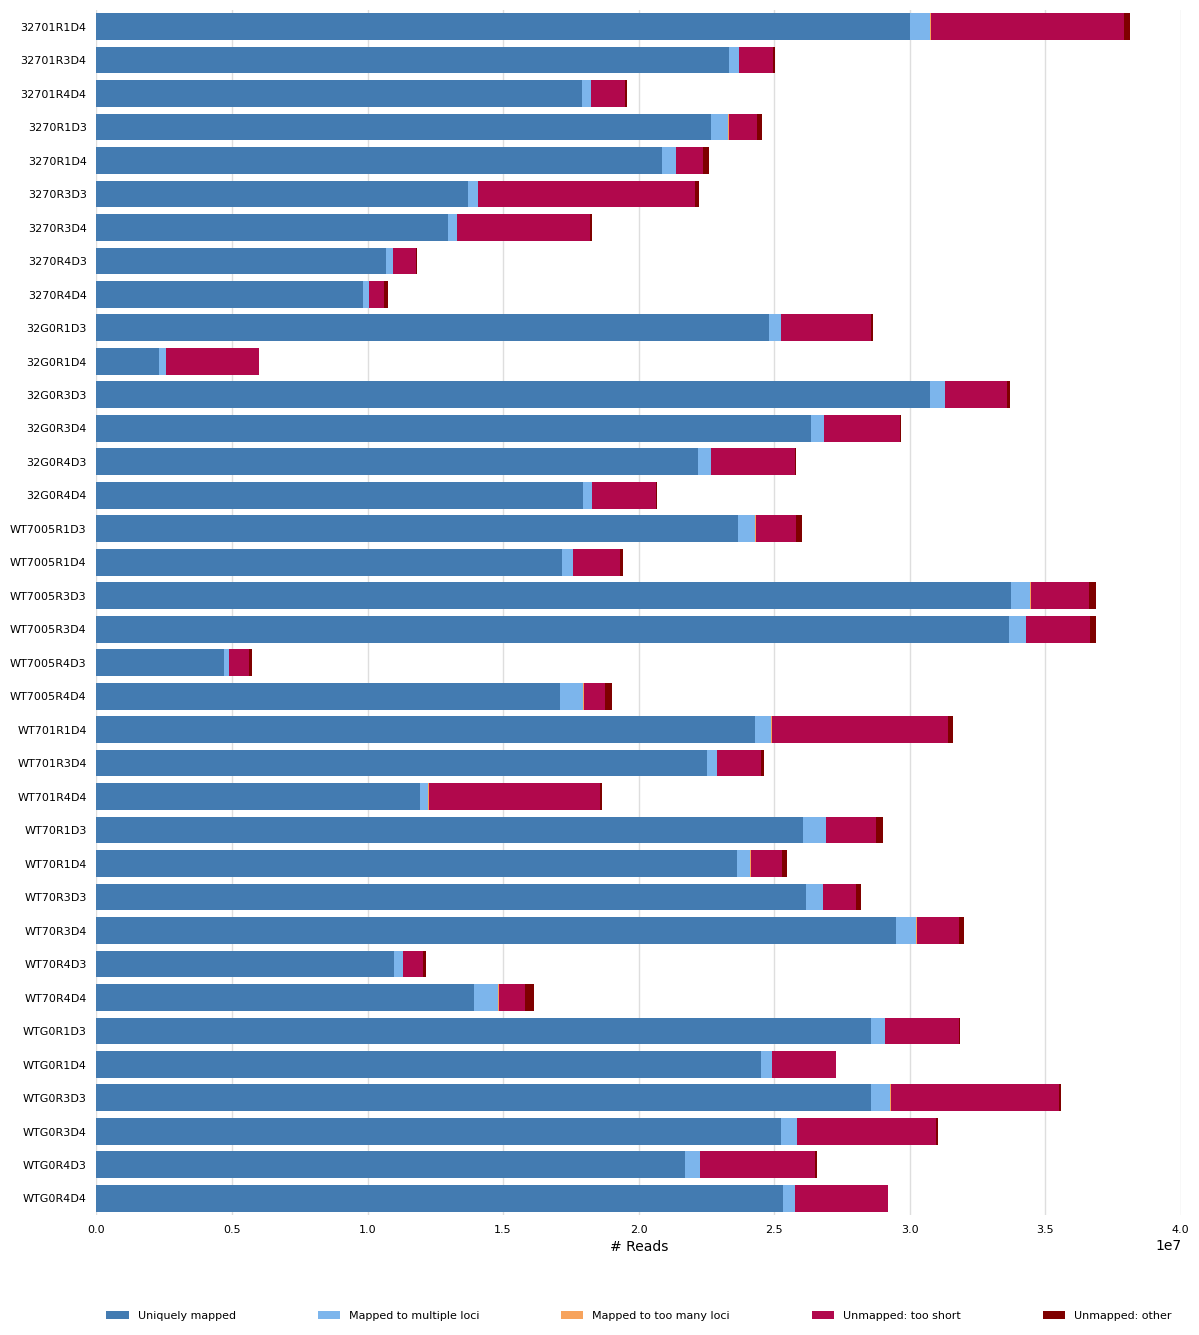 32701R1D4
32701R3D4
32701R4D4
3270R1D3
3270R1D4
3270R3D3
3270R3D4
3270R4D3
3270R4D4
32G0R1D3
32G0R1D4
32G0R3D3
32G0R3D4
32G0R4D3
32G0R4D4
WT7005R1D3
WT7005R1D4
WT7005R3D3
WT7005R3D4
WT7005R4D3
WT7005R4D4
WT701R1D4
WT701R3D4
WT701R4D4
WT70R1D3
WT70R1D4
WT70R3D3
WT70R3D4
WT70R4D3
WT70R4D4
WTG0R1D3
WTG0R1D4
WTG0R3D3
WTG0R3D4
WTG0R4D3
WTG0R4D4
0.0 0.5 1.0 1.5 2.0 2.5 3.0 3.5 4.0
# Reads 1e7
Uniquely mapped Mapped to multiple loci Mapped to too many loci Unmapped: too short Unmapped: other